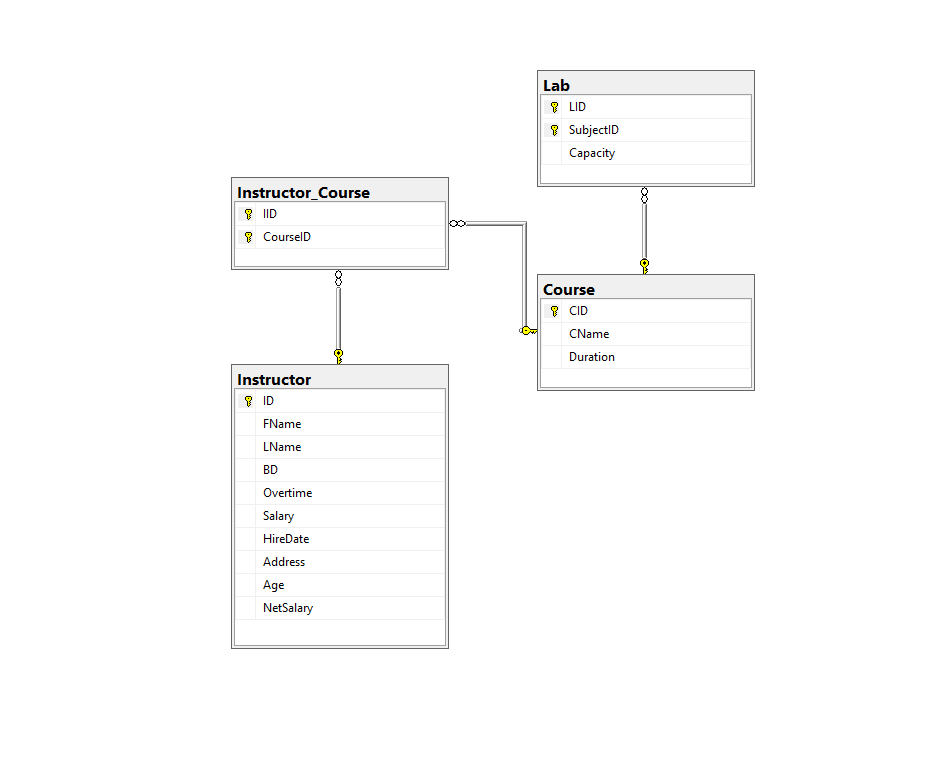 Lab
LID
SubjectID
Capacity
Instructor_Course
IID
CourseID
Course
CID
CName
Duration
Instructor
ID
FName
LName
BD
Overtime
Salary
HireDate
Address
Age
NetSalary